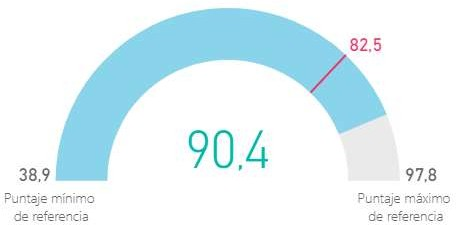 82,5
90,4
38,9
Puntaje mínimo
de referencia
97,8
Puntaje máximo
de referencia